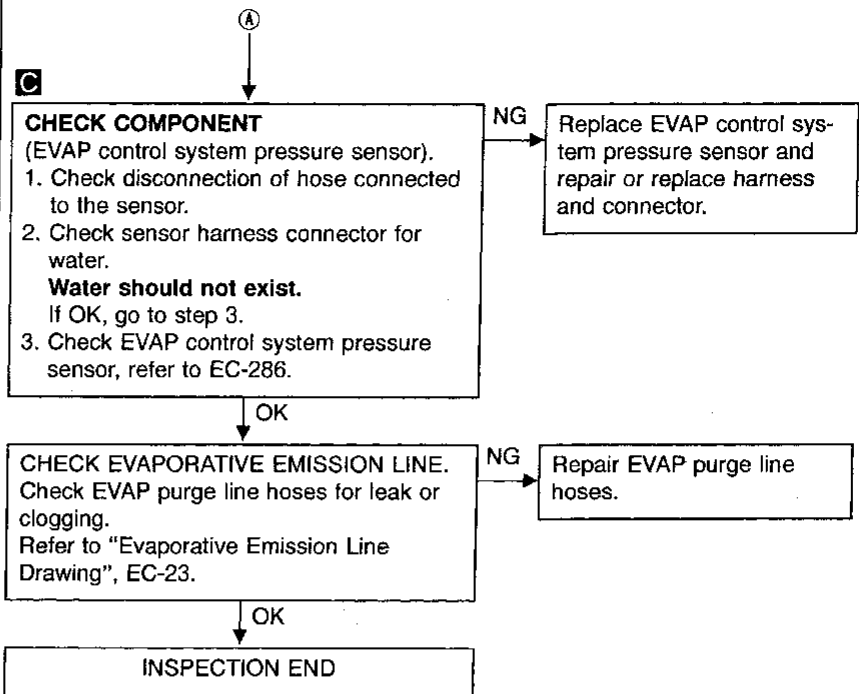 Ⓐ
C
CHECK COMPONENT
(EVAP control system pressure sensor).
1. Check disconnection of hose connected
to the sensor.
2. Check sensor harness connector for
water.
Water should not exist.
If OK, go to step 3.
3. Check EVAP control system pressure
sensor, refer to EC-286.
NG
Replace EVAP control sys-
tem pressure sensor and
repair or replace harness
and connector.
OK
CHECK EVAPORATIVE EMISSION LINE.
Check EVAP purge line hoses for leak or
clogging.
Refer to “Evaporative Emission Line
Drawing”, EC-23.
NG
Repair EVAP purge line
hoses.
OK
INSPECTION END